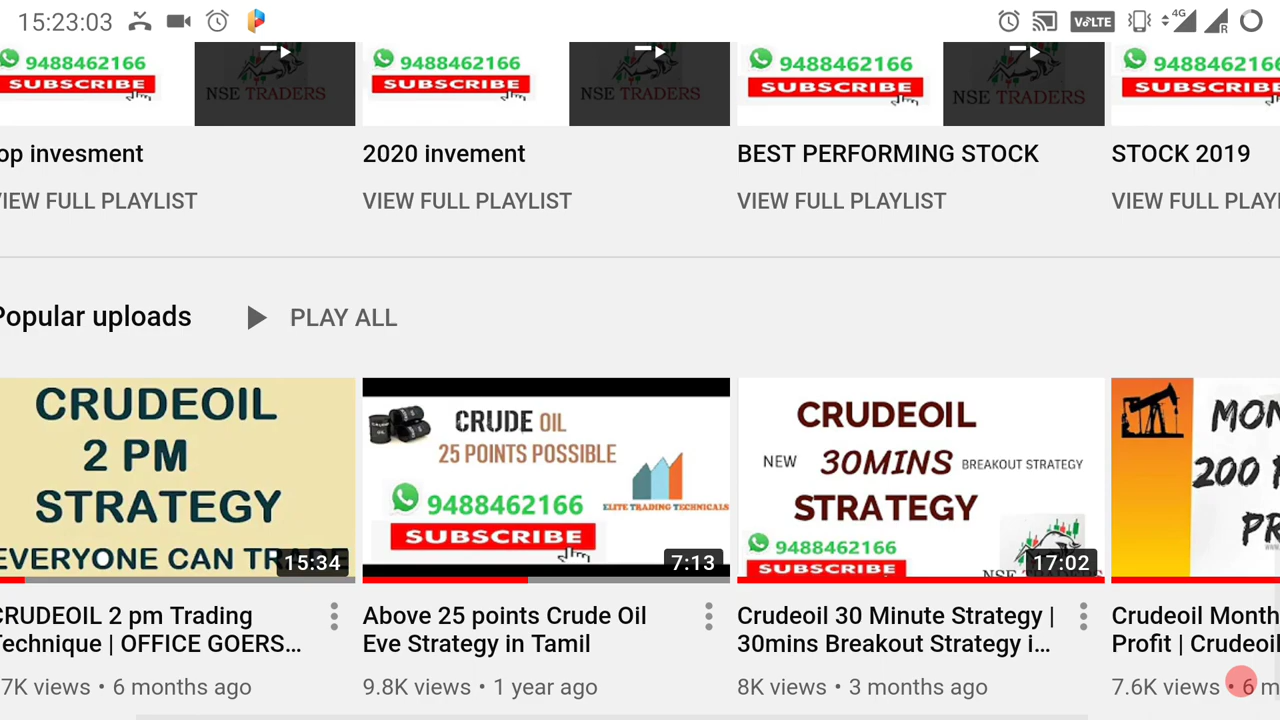 15:23:03 VoLTE 4G R
9488462166 9488462166 9488462166
SUBSCRIBE NSE TRADERS SUBSCRIBE NSE TRADERS SUBSCRIBE NSE TRADERS
op invesment 2020 invement BEST PERFORMING STOCK STOCK 2019
VIEW FULL PLAYLIST VIEW FULL PLAYLIST VIEW FULL PLAYLIST VIEW FULL
Popular uploads PLAY ALL
CRUDEOIL
2 PM
STRATEGY
EVERYONE CAN
15:34
CRUDE OIL
25 POINTS POSSIBLE
ELITE TRADING TECHNICALS
9488462166
SUBSCRIBE
7:13
CRUDEOIL
NEW 30MINS BREAKOUT STRATEGY
STRATEGY
9488462166
SUBSCRIBE
NSE
17:02
200
CRUDEOIL 2 pm Trading
Technique | OFFICE GOERS...
7K views • 6 months ago
Above 25 points Crude Oil
Eve Strategy in Tamil
9.8K views • 1 year ago
Crudeoil 30 Minute Strategy |
30mins Breakout Strategy i...
8K views • 3 months ago
Crudeoil Month
Profit | Crudeoil
7.6K views • 6 m